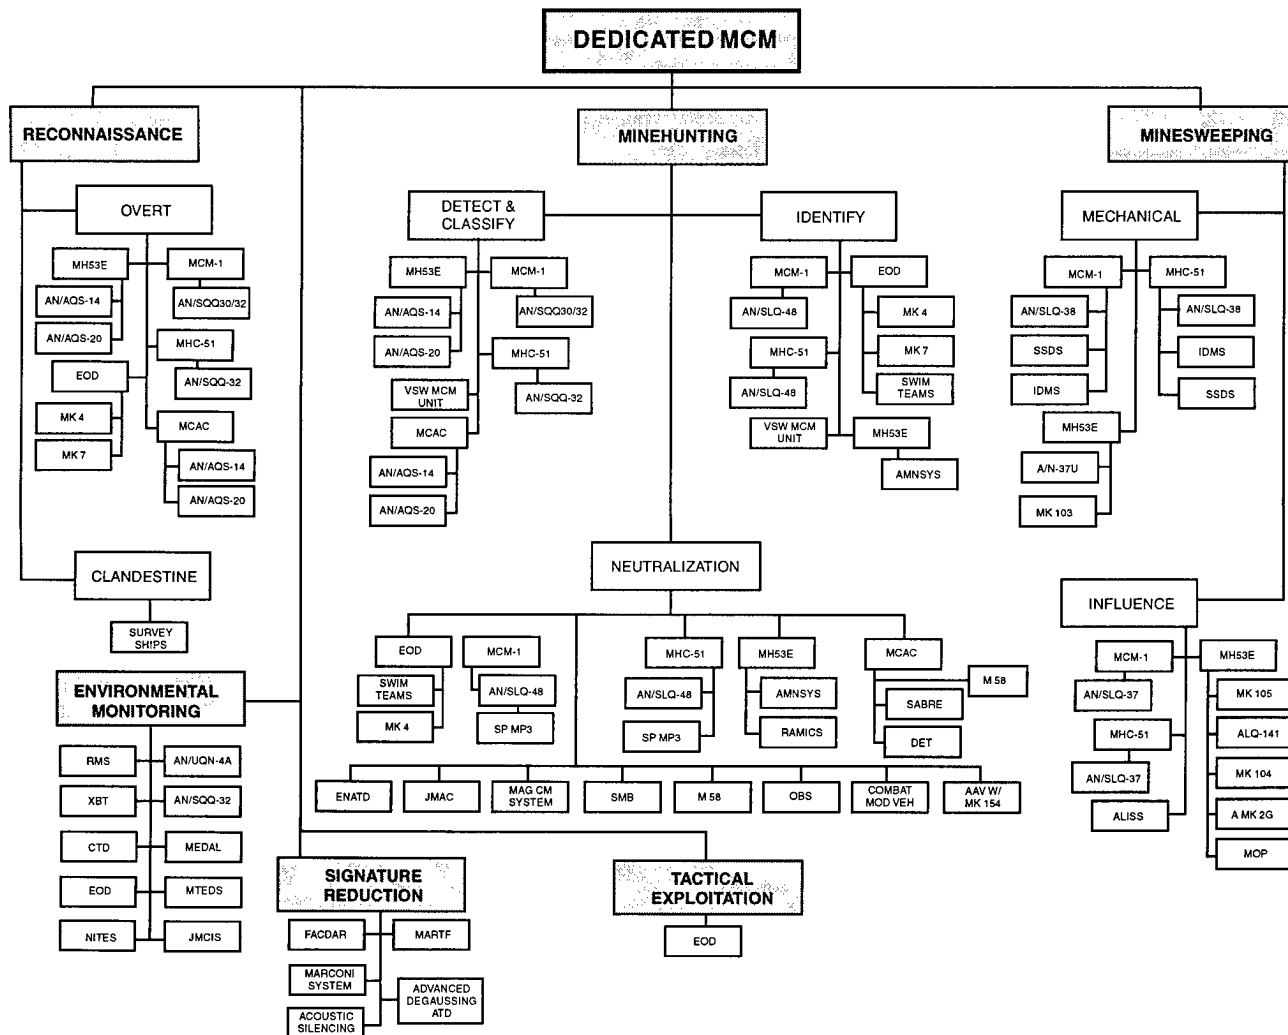 DEDICATED MCM
RECONNAISSANCE
OVERT
MH53E
AN/AQS-14
AN/AQS-20
EOD
MK 4
MK 7
MCM-1
AN/SQQ30/32
MHC-51
AN/SQQ-32
MCAC
AN/AQS-14
AN/AQS-20
CLANDESTINE
SURVEY
SHIPS
ENVIRONMENTAL
MONITORING
RMS
AN/UQN-4A
XBT
AN/SQQ-32
CTD
MEDAL
EOD
MTEDS
NITES
JMCIS
MINEHUNTING
DETECT &
CLASSIFY
MH53E
AN/AQS-14
AN/AQS-20
VSW MCM
UNIT
MCAC
AN/AQS-14
AN/AQS-20
MCM-1
AN/SQQ30/32
MHC-51
AN/SQQ-32
IDENTIFY
MCM-1
AN/SLQ-48
MHC-51
AN/SLQ-48
VSW MCM
UNIT
EOD
MK 4
MK 7
SWIM
TEAMS
MH53E
AMNSYS
NEUTRALIZATION
EOD
SWIM
TEAMS
MK 4
MCM-1
AN/SLQ-48
SP MP3
MHC-51
AN/SLQ-48
SP MP3
MH53E
AMNSYS
RAMICS
MCAC
M 58
SABRE
DET
ENATD
JMAC
MAG CM
SYSTEM
SMB
M 58
OBS
COMBAT
MOD VEH
AAV W/
MK 154
MINESWEEPING
MECHANICAL
MCM-1
AN/SLQ-38
SSDS
IDMS
MH53E
A/N-37U
MK 103
MHC-51
AN/SLQ-38
IDMS
SSDS
INFLUENCE
MCM-1
AN/SLQ-37
MHC-51
AN/SLQ-37
ALISS
MH53E
MK 105
ALQ-141
MK 104
A MK 2G
MOP
SIGNATURE
REDUCTION
FACDAR
MARTF
MARCONI
SYSTEM
ADVANCED
DEGAUSSING
ATD
ACOUSTIC
SILENCING
TACTICAL
EXPLOITATION
EOD